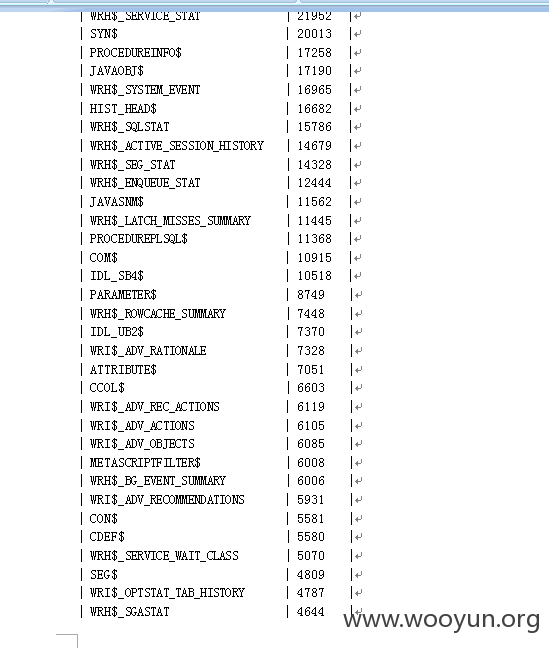 | WRH$_SERVICE_STAT | 21952 |
| SYN$ | 20013 |
| PROCEDUREINFO$ | 17258 |
| JAVAOBJ$ | 17190 |
| WRH$_SYSTEM_EVENT | 16965 |
| HIST_HEAD$ | 16682 |
| WRH$_SQLSTAT | 15786 |
| WRH$_ACTIVE_SESSION_HISTORY | 14679 |
| WRH$_SEG_STAT | 14328 |
| WRH$_ENQUEUE_STAT | 12444 |
| JAVASNM$ | 11562 |
| WRH$_LATCH_MISSES_SUMMARY | 11445 |
| PROCEDUREPLSQL$ | 11368 |
| COM$ | 10915 |
| IDL_SB4$ | 10518 |
| PARAMETER$ | 8749 |
| WRH$_ROWCACHE_SUMMARY | 7448 |
| IDL_UB2$ | 7370 |
| WRI$_ADV_RATIONALE | 7328 |
| ATTRIBUTE$ | 7051 |
| CCOL$ | 6603 |
| WRI$_ADV_REC_ACTIONS | 6119 |
| WRI$_ADV_ACTIONS | 6105 |
| WRI$_ADV_OBJECTS | 6085 |
| METASCRIPTFILTER$ | 6008 |
| WRH$_BG_EVENT_SUMMARY | 6006 |
| WRI$_ADV_RECOMMENDATIONS | 5931 |
| CON$ | 5581 |
| CDEF$ | 5580 |
| WRH$_SERVICE_WAIT_CLASS | 5070 |
| SEG$ | 4809 |
| WRI$_OPTSTAT_TAB_HISTORY | 4787 |
| WRH$_SGASTAT | 4644 |
www.wooyun.org